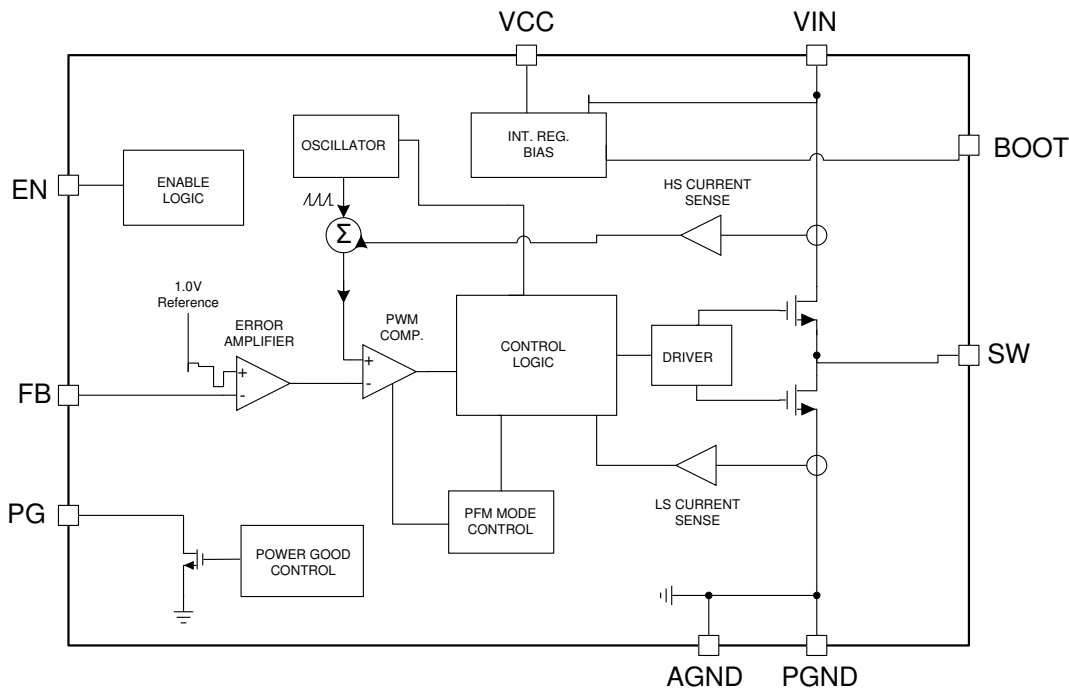 VCC
VIN
OSCILLATOR
INT. REG.
BIAS
BOOT
EN
ENABLE
LOGIC
HS CURRENT
SENSE
Σ
1.0V
Reference
ERROR
AMPLIFIER
PWM
COMP.
+
-
+
-
CONTROL
LOGIC
DRIVER
SW
FB
PG
POWER GOOD
CONTROL
PFM MODE
CONTROL
LS CURRENT
SENSE
AGND
PGND